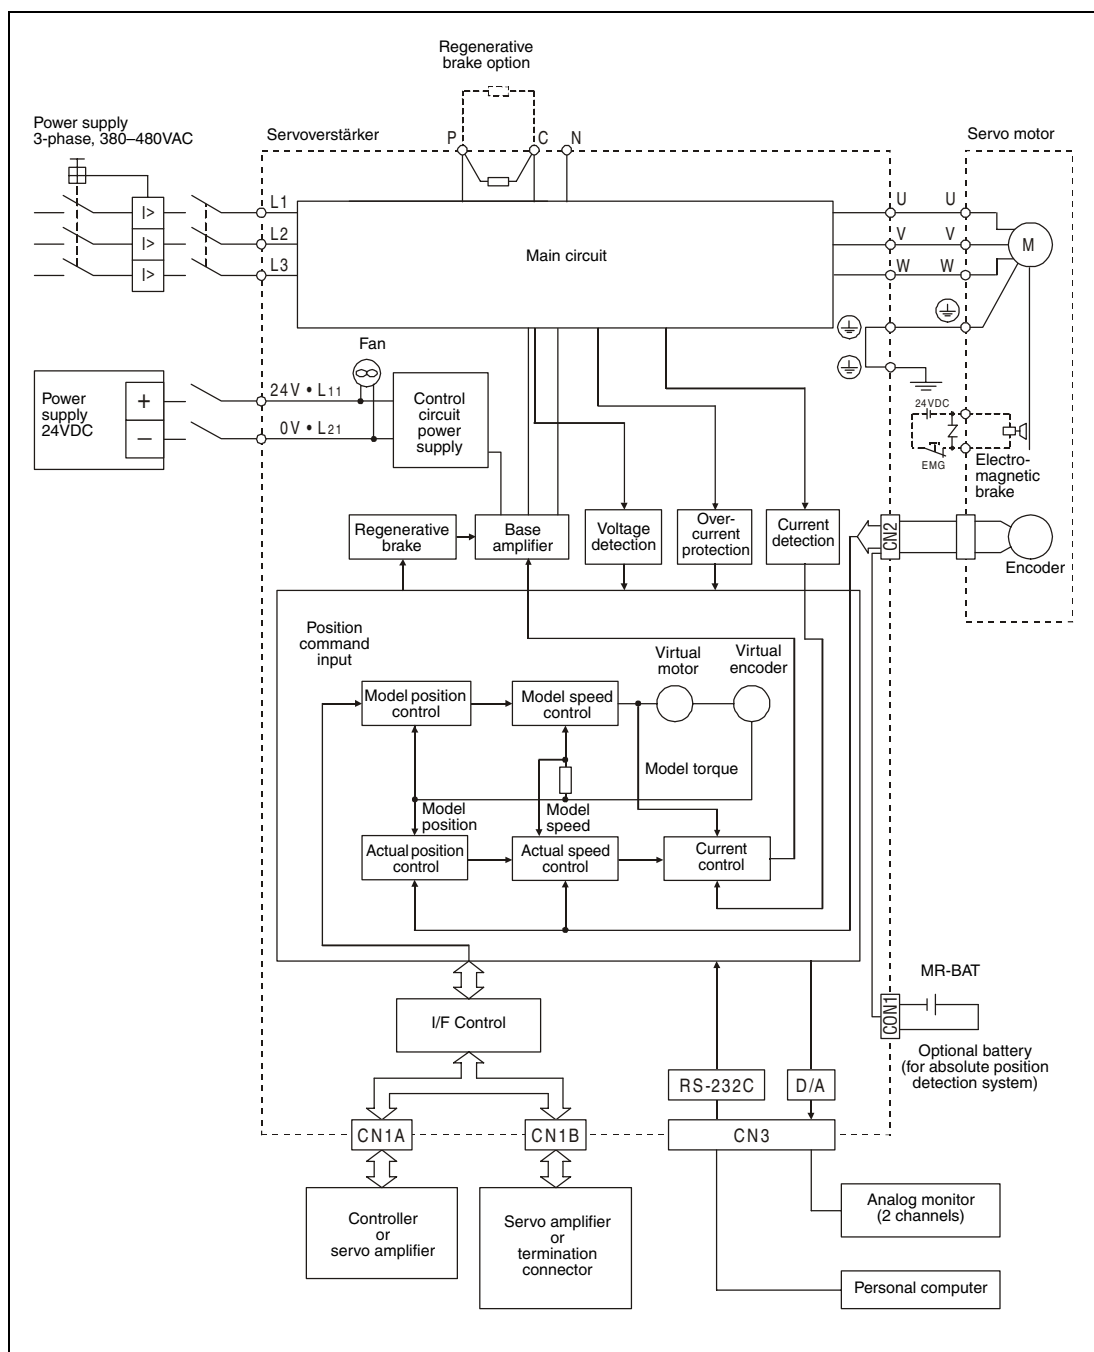 Regenerative
brake option
Power supply
3-phase, 380–480VAC
Servoverstärker
P
C
N
Servo motor
I>
I>
I>
L1
L2
L3
Main circuit
U
V
W
U
V
W
M
Fan
Power
supply
24VDC
+
–
24V • L11
0V • L21
Control
circuit
power
supply
24VDC
EMG
Electro-
magnetic
brake
Regenerative
brake
Base
amplifier
Voltage
detection
Over-
current
protection
Current
detection
CN2
Encoder
Position
command
input
Virtual
motor
Virtual
encoder
Model position
control
Model speed
control
Model torque
Model
position
Model
speed
Actual position
control
Actual speed
control
Current
control
I/F Control
MR-BAT
CON1
Optional battery
(for absolute position
detection system)
RS-232C
D/A
CN1A
CN1B
CN3
Controller
or
servo amplifier
Servo amplifier
or
termination
connector
Analog monitor
(2 channels)
Personal computer